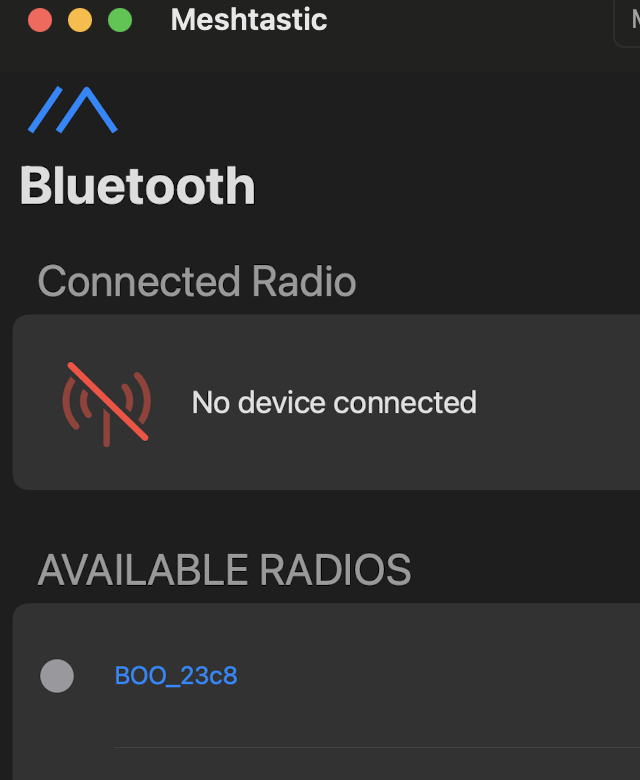 Meshtastic
Bluetooth
Connected Radio
No device connected
AVAILABLE RADIOS
BOO_23c8